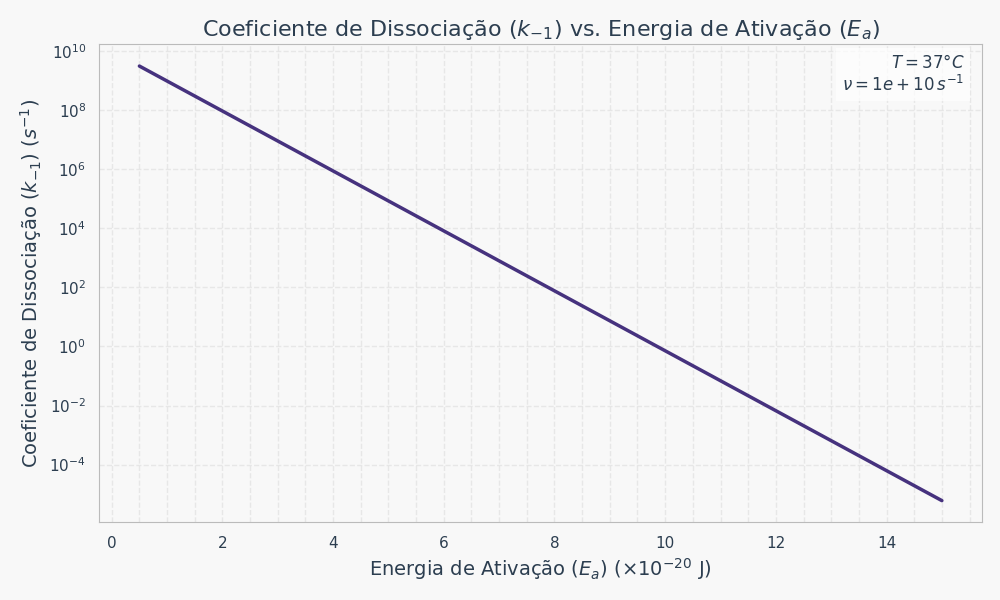 Coeficiente de Dissociação (k₋₁) vs. Energia de Ativação (Eₐ)
T = 37°C
ν = 1e + 10 s⁻¹
Coeficiente de Dissociação (k₋₁) (s⁻¹)
10¹⁰
10⁸
10⁶
10⁴
10²
10⁰
10⁻²
10⁻⁴
0 2 4 6 8 10 12 14
Energia de Ativação (Eₐ) (×10⁻²⁰ J)